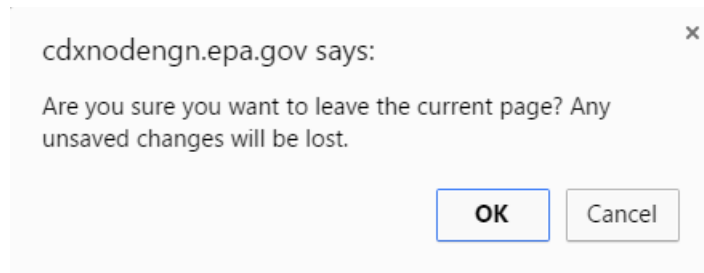 cdxnodengn.epa.gov says:
Are you sure you want to leave the current page? Any
unsaved changes will be lost.
OK Cancel